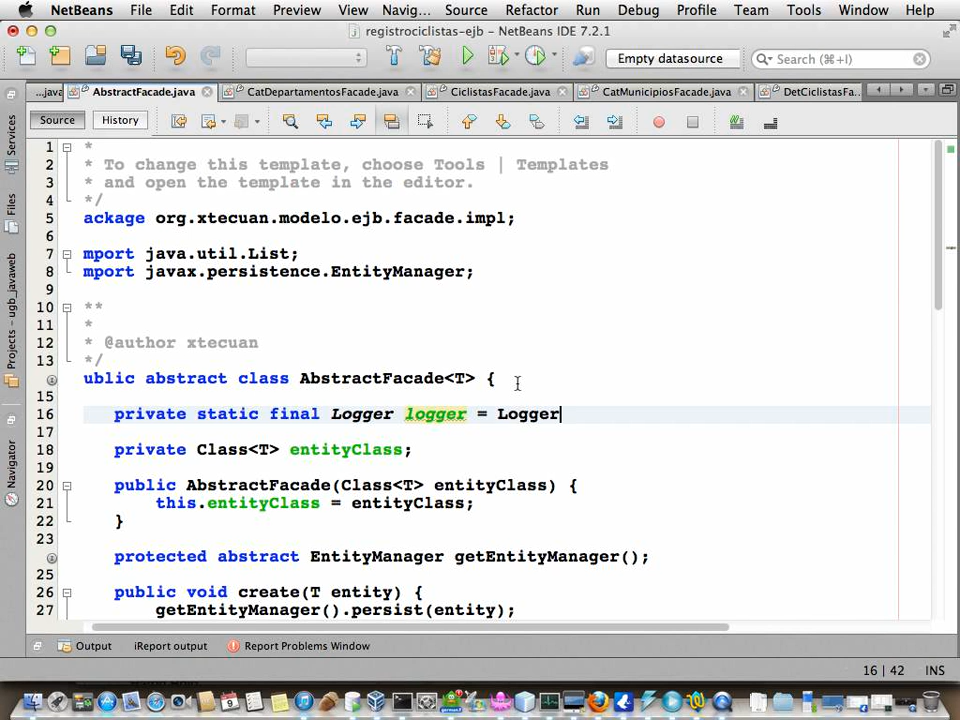 NetBeans File Edit Format Preview View Navig... Source Refactor Run Debug Profile Team Tools Window Help
registrociclistas-ejb - NetBeans IDE 7.2.1
Empty datasource
Search (⌘+I)
...java AbstractFacade.java CatDepartamentosFacade.java CiclistasFacade.java CatMunicipiosFacade.java DetCiclistasFa...
Source History
Services
Files
Projects - ugb_javaweb
Navigator
1 *
2 * To change this template, choose Tools | Templates
3 * and open the template in the editor.
4 */
5 ackage org.xtecuan.modelo.ejb.facade.impl;
6
7 mport java.util.List;
8 mport javax.persistence.EntityManager;
9
10 **
11 *
12 * @author xtecuan
13 */
ublic abstract class AbstractFacade<T> {
15
16 private static final Logger logger = Logger
17
18 private Class<T> entityClass;
19
20 public AbstractFacade(Class<T> entityClass) {
21 this.entityClass = entityClass;
22 }
23
protected abstract EntityManager getEntityManager();
25
26 public void create(T entity) {
27 getEntityManager().persist(entity);
Output iReport output Report Problems Window
16 | 42 INS